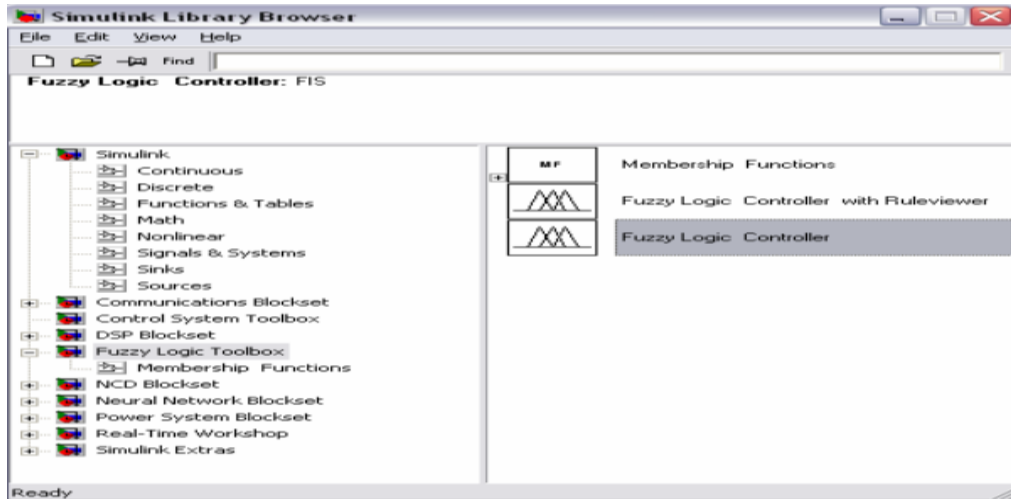 Simulink Library Browser
File Edit View Help
Find
Fuzzy Logic Controller: FIS
Simulink
Continuous
Discrete
Functions & Tables
Math
Nonlinear
Signals & Systems
Sinks
Sources
Communications Blockset
Control System Toolbox
DSP Blockset
Fuzzy Logic Toolbox
Membership Functions
NCD Blockset
Neural Network Blockset
Power System Blockset
Real-Time Workshop
Simulink Extras
MF Membership Functions
Fuzzy Logic Controller with Ruleviewer
Fuzzy Logic Controller
Ready